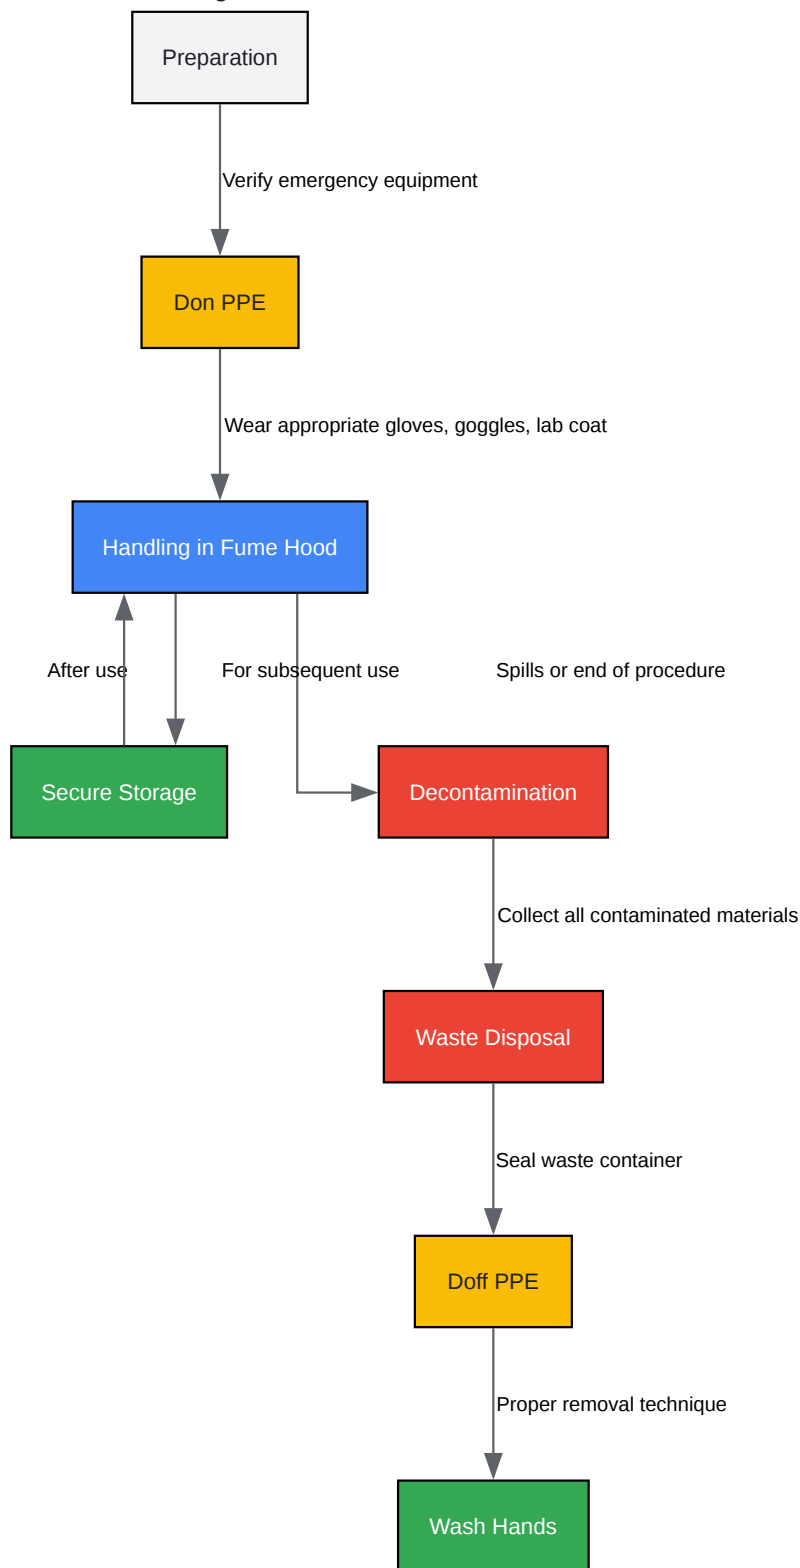 Preparation
Verify emergency equipment
Don PPE
Wear appropriate gloves, goggles, lab coat
Handling in Fume Hood
After use
For subsequent use
Spills or end of procedure
Secure Storage
Decontamination
Collect all contaminated materials
Waste Disposal
Seal waste container
Doff PPE
Proper removal technique
Wash Hands